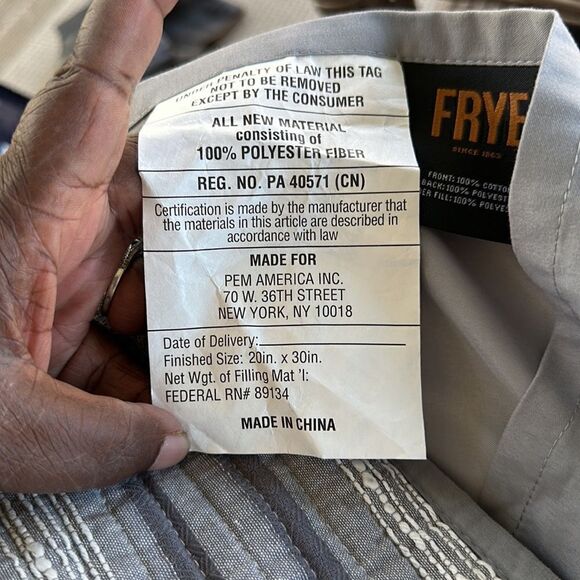 UNDER PENALTY OF LAW THIS TAG
NOT TO BE REMOVED
EXCEPT BY THE CONSUMER
ALL NEW MATERIAL
consisting of
100% POLYESTER FIBER
REG. NO. PA 40571 (CN)
Certification is made by the manufacturer that
the materials in this article are described in
accordance with law
MADE FOR
PEM AMERICA INC.
70 W. 36TH STREET
NEW YORK, NY 10018
Date of Delivery:
Finished Size: 20in. x 30in.
Net Wgt. of Filling Mat 'l:
FEDERAL RN# 89134
MADE IN CHINA
FRYE
SINCE 1863
FRONT: 100% COTTO
BACK: 100% POLYEST
ER FILL: 100% POLYES